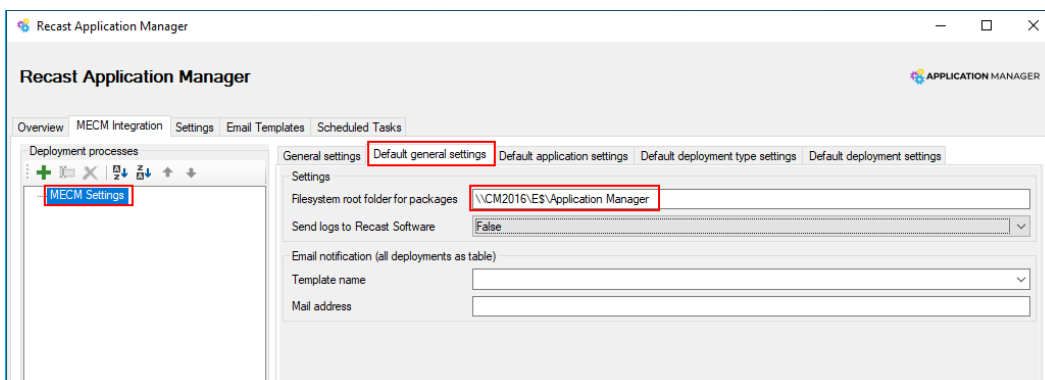 Recast Application Manager
Recast Application Manager
APPLICATION MANAGER
Overview MECM Integration Settings Email Templates Scheduled Tasks
Deployment processes
MECM Settings
General settings Default general settings Default application settings Default deployment type settings Default deployment settings
Settings
Filesystem root folder for packages \\CM2016\E$\Application Manager
Send logs to Recast Software False
Email notification (all deployments as table)
Template name
Mail address